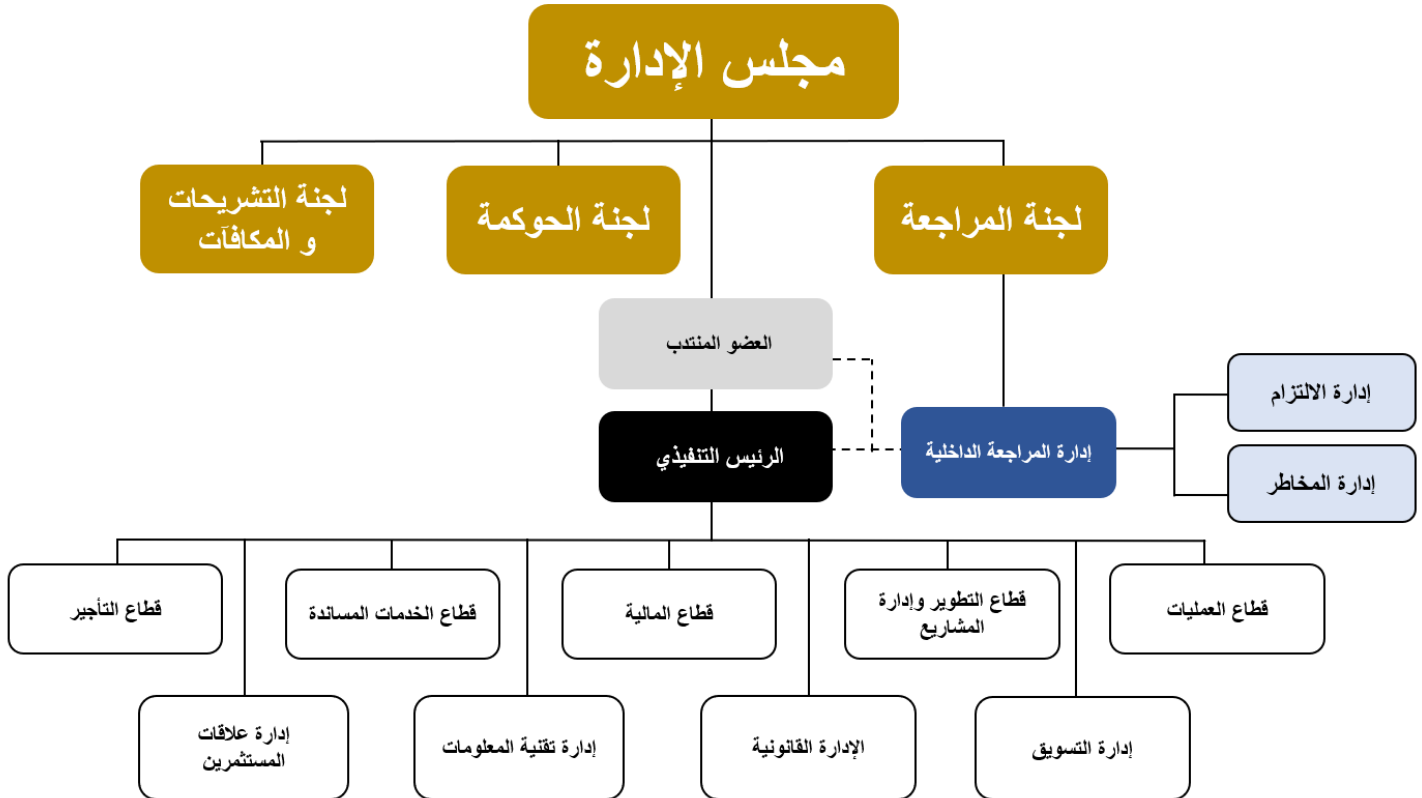 مجلس الإدارة
لجنة المراجعة
لجنة الحوكمة
لجنة التشريحات
و المكافآت
العضو المنتدب
الرئيس التنفيذي
إدارة المراجعة الداخلية
إدارة الالتزام
إدارة المخاطر
قطاع العمليات
قطاع التطوير وإدارة
المشاريع
قطاع المالية
قطاع الخدمات المساندة
قطاع التأجير
إدارة التسويق
الإدارة القانونية
إدارة تقنية المعلومات
إدارة علاقات
المستثمرين